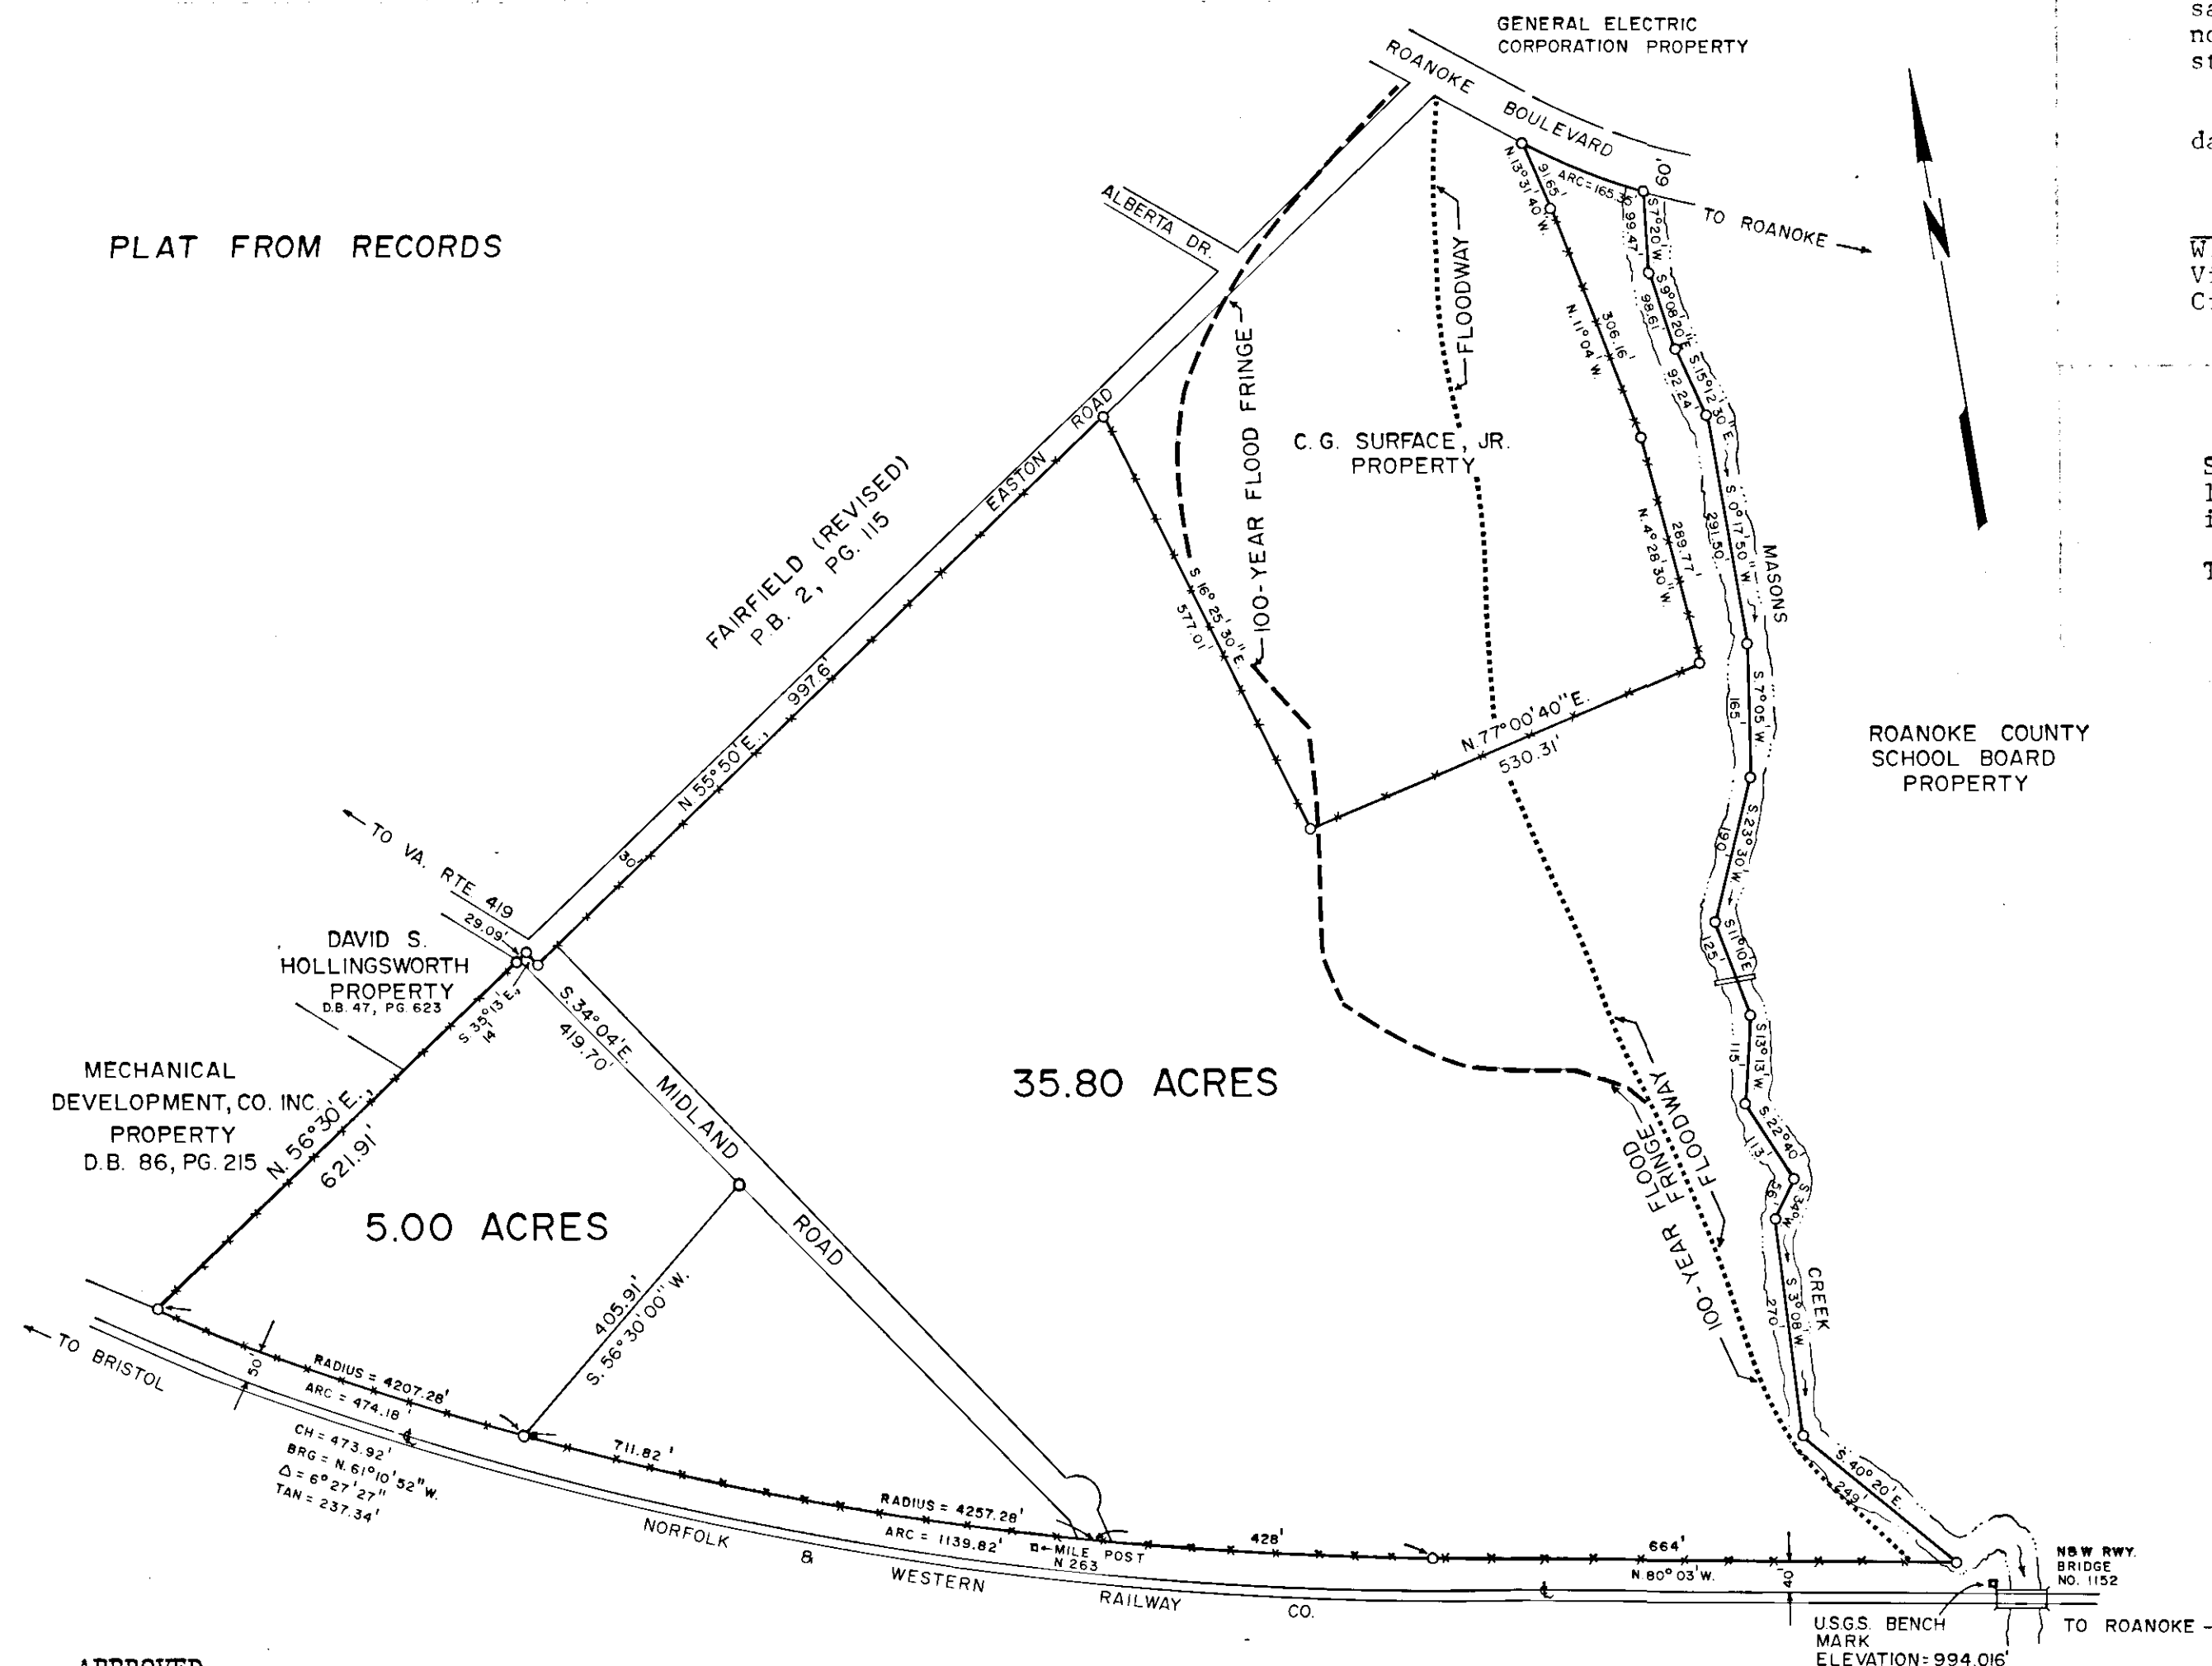 GENERAL ELECTRIC
CORPORATION PROPERTY
ROANOKE BOULEVARD
60'
TO ROANOKE
PLAT FROM RECORDS
ALBERTA DR.
N.13°31'40"W.
91.65'
ARC=165.3
99.47'
S.7°20'W.
S.9°08'20"E
98.61'
S.15°12'30"E.
92.24'
N.11°04'W.
306.16'
FLOODWAY
100-YEAR FLOOD FRINGE
C. G. SURFACE, JR.
PROPERTY
EASTON ROAD
FAIRFIELD (REVISED)
P.B. 2, PG. 115
S 16° 25' 30"E.
577.01'
N.4°28'30"W.
289.77'
S.0°17'50"W
291.50'
MASONS
S.7°05'W.
165'
N. 55°50'E., 997.6'
30'
N.77°00'40"E.
530.31'
ROANOKE COUNTY
SCHOOL BOARD
PROPERTY
S.23°30'W.
190'
TO VA. RTE. 419
29.09'
DAVID S.
HOLLINGSWORTH
PROPERTY
D.B. 47, PG. 623
S. 35°13'E.,
14'
S.34°04'E.
419.70'
S11°10'E
125'
S13°13'W.
115'
MECHANICAL
DEVELOPMENT, CO. INC.
PROPERTY
D.B. 86, PG. 215
N. 56°30'E.,
621.91'
MIDLAND ROAD
35.80 ACRES
5.00 ACRES
FLOODWAY
100-YEAR FLOOD
FRINGE
S.22°40'
113'
S 34°W
56'
S 3°08'W
270'
CREEK
405.91'
S. 56°30'00"W.
TO BRISTOL
50'
RADIUS = 4207.28'
ARC = 474.18'
CH = 473.92'
BRG = N. 61°10'52"W.
Δ = 6°27'27"
TAN = 237.34'
711.82'
RADIUS = 4257.28'
ARC = 1139.82'
MILE POST
N 263
428'
664'
N.80°03'W.
40'
S.40°20'E.
249'
NORFOLK & WESTERN RAILWAY CO.
N&W RWY.
BRIDGE
NO. 1152
U.S.G.S. BENCH
MARK
ELEVATION=994.016'
TO ROANOKE
APPROVED